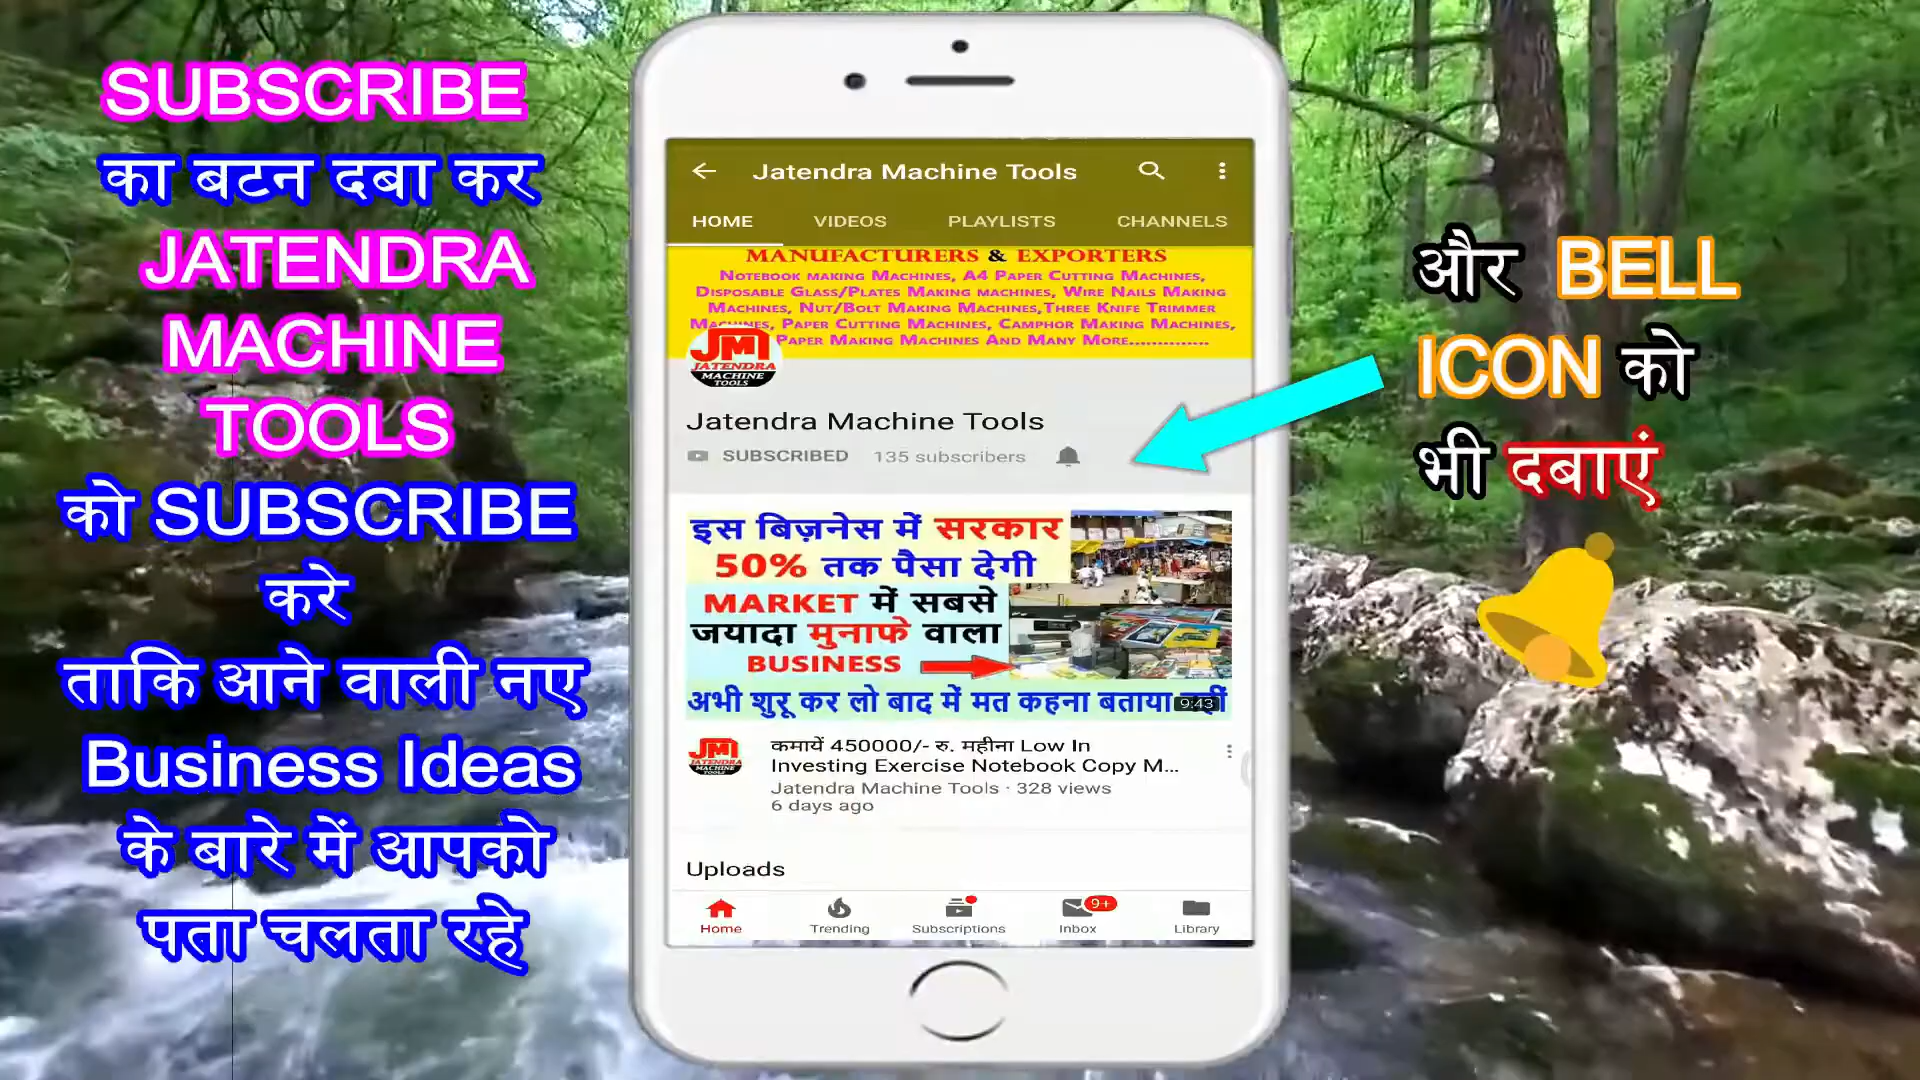 SUBSCRIBE
का बटन दबा कर
JATENDRA
MACHINE
TOOLS
को SUBSCRIBE
करे
ताकि आने वाली नए
Business Ideas
के बारे में आपको
पता चलता रहे
Jatendra Machine Tools
HOME VIDEOS PLAYLISTS CHANNELS
MANUFACTURERS & EXPORTERS
NOTEBOOK MAKING MACHINES, A4 PAPER CUTTING MACHINES,
DISPOSABLE GLASS/PLATES MAKING MACHINES, WIRE NAILS MAKING
MACHINES, NUT/BOLT MAKING MACHINES,THREE KNIFE TRIMMER
MACHINES, PAPER CUTTING MACHINES, CAMPHOR MAKING MACHINES,
PAPER MAKING MACHINES AND MANY MORE..............
JMT
JATENDRA
MACHINE
TOOLS
Jatendra Machine Tools
SUBSCRIBED 135 subscribers
इस बिज़नेस में सरकार
50% तक पैसा देगी
MARKET में सबसे
जयादा मुनाफे वाला
BUSINESS
अभी शुरू कर लो बाद में मत कहना बताया नहीं
9:43
JMT
JATENDRA
MACHINE
TOOLS
कमायें 450000/- रु. महीना Low In
Investing Exercise Notebook Copy M...
Jatendra Machine Tools · 328 views
6 days ago
Uploads
9+
Home Trending Subscriptions Inbox Library
और BELL
ICON को
भी दबाएं